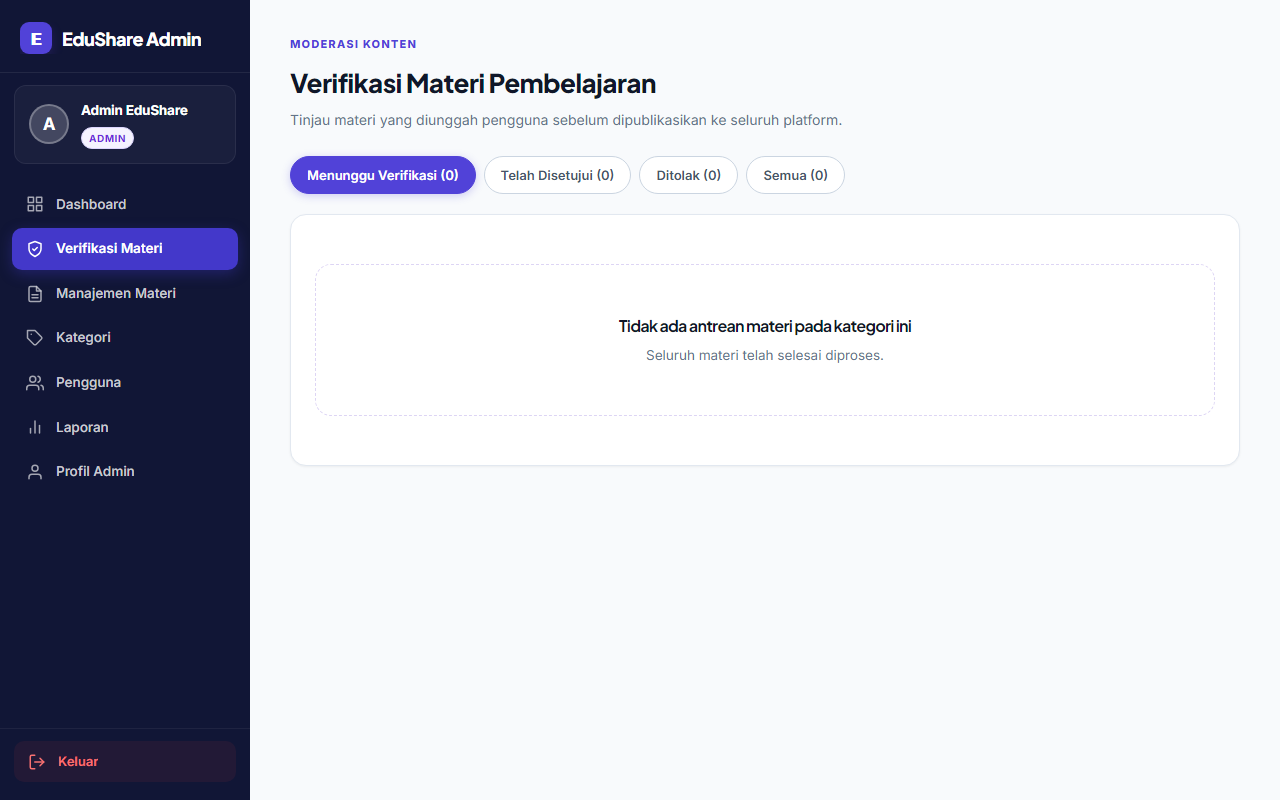 E EduShare Admin
A
Admin EduShare
ADMIN
Dashboard
Verifikasi Materi
Manajemen Materi
Kategori
Pengguna
Laporan
Profil Admin
Keluar
MODERASI KONTEN
Verifikasi Materi Pembelajaran
Tinjau materi yang diunggah pengguna sebelum dipublikasikan ke seluruh platform.
Menunggu Verifikasi (0) Telah Disetujui (0) Ditolak (0) Semua (0)
Tidak ada antrean materi pada kategori ini
Seluruh materi telah selesai diproses.